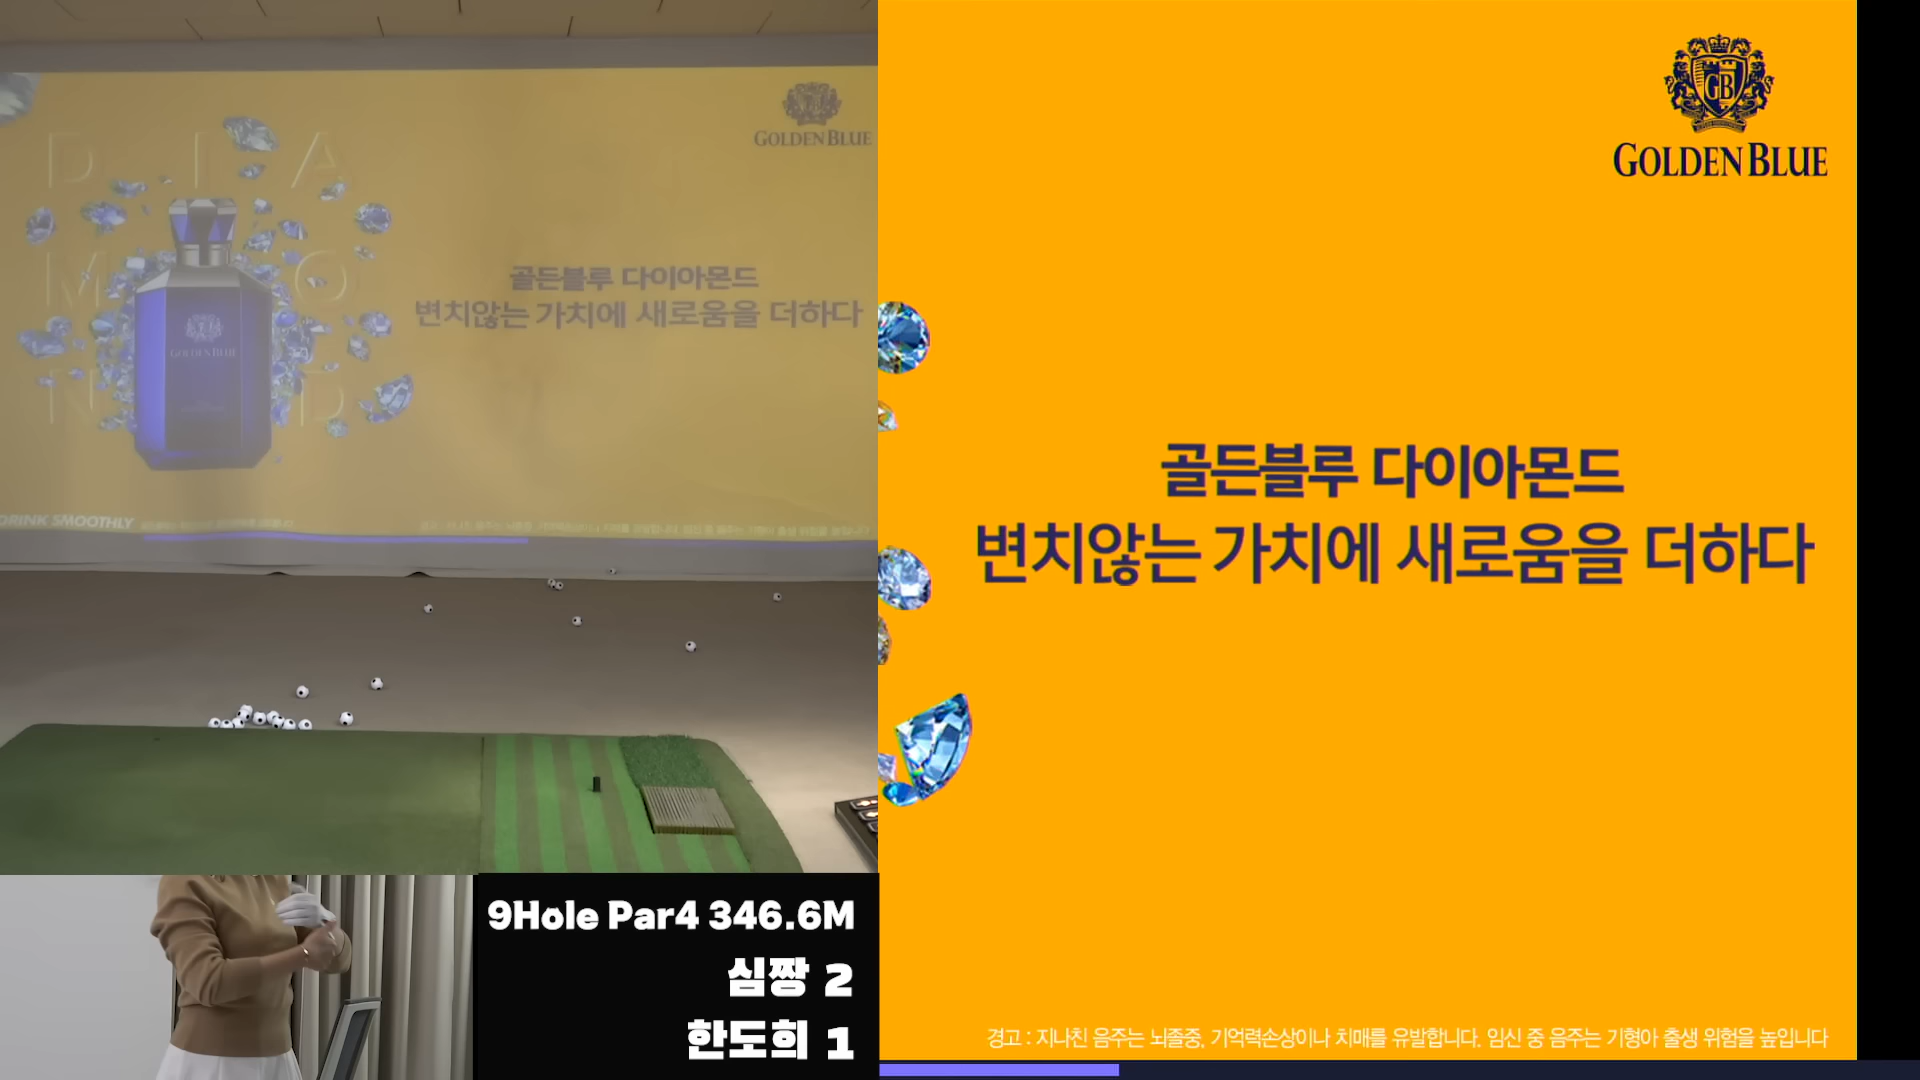 D I A
M O
N D
GOLDEN BLUE
골든블루 다이아몬드
변치않는 가치에 새로움을 더하다
GOLDEN BLUE
DRINK SMOOTHLY
GB
GOLDEN BLUE
골든블루 다이아몬드
변치않는 가치에 새로움을 더하다
경고 : 지나친 음주는 뇌졸중, 기억력손상이나 치매를 유발합니다. 임신 중 음주는 기형아 출생 위험을 높입니다
9Hole Par4 346.6M
심짱 2
한도희 1